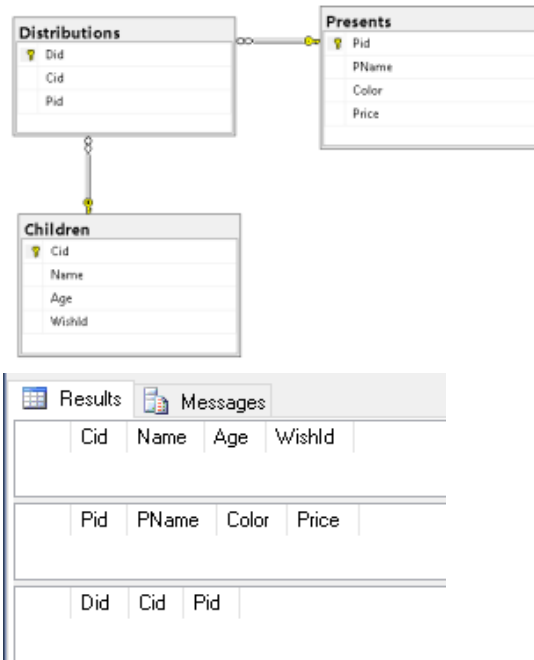 Distributions
Did
Cid
Pid
Presents
Pid
PName
Color
Price
Children
Cid
Name
Age
WishId
Results Messages
Cid Name Age WishId
Pid PName Color Price
Did Cid Pid